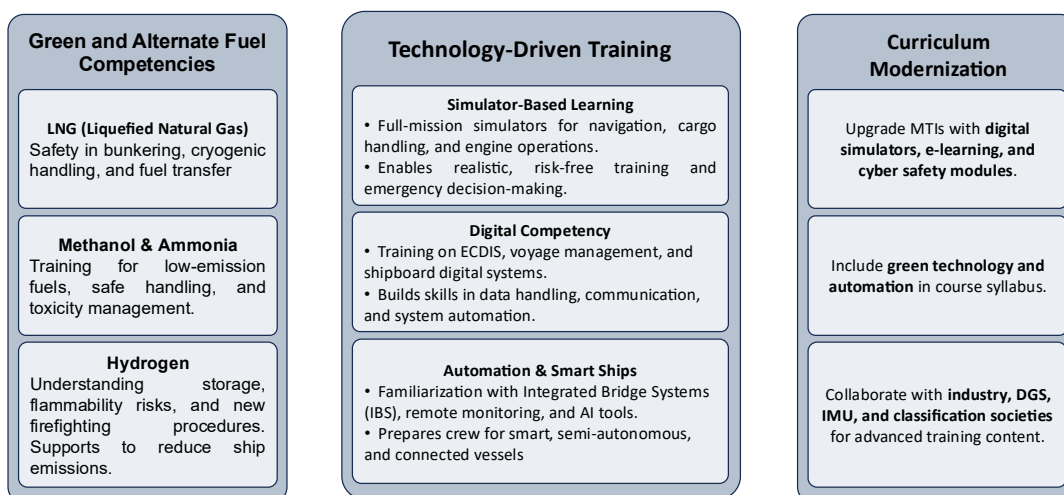 Green and Alternate Fuel
Competencies
LNG (Liquefied Natural Gas)
Safety in bunkering, cryogenic
handling, and fuel transfer
Methanol & Ammonia
Training for low-emission
fuels, safe handling, and
toxicity management.
Hydrogen
Understanding storage,
flammability risks, and new
firefighting procedures.
Supports to reduce ship
emissions.
Technology-Driven Training
Simulator-Based Learning
• Full-mission simulators for navigation, cargo
handling, and engine operations.
• Enables realistic, risk-free training and
emergency decision-making.
Digital Competency
• Training on ECDIS, voyage management, and
shipboard digital systems.
• Builds skills in data handling, communication,
and system automation.
Automation & Smart Ships
• Familiarization with Integrated Bridge Systems
(IBS), remote monitoring, and AI tools.
• Prepares crew for smart, semi-autonomous,
and connected vessels
Curriculum
Modernization
Upgrade MTIs with digital
simulators, e-learning, and
cyber safety modules.
Include green technology and
automation in course syllabus.
Collaborate with industry, DGS,
IMU, and classification societies
for advanced training content.